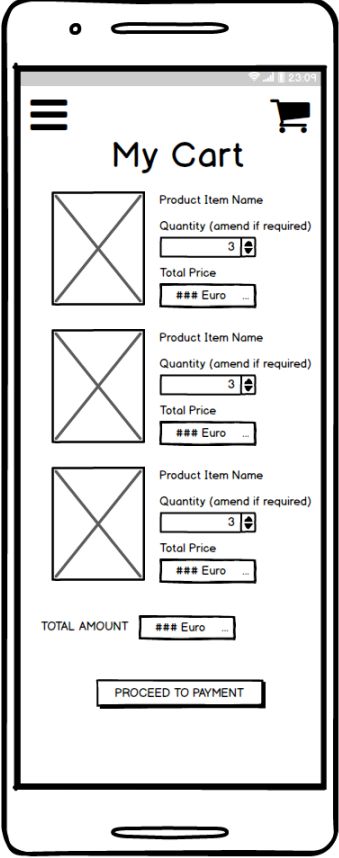 23:09
My Cart
Product Item Name
Quantity (amend if required)
3
Total Price
### Euro ...
Product Item Name
Quantity (amend if required)
3
Total Price
### Euro ...
Product Item Name
Quantity (amend if required)
3
Total Price
### Euro ...
TOTAL AMOUNT ### Euro ...
PROCEED TO PAYMENT